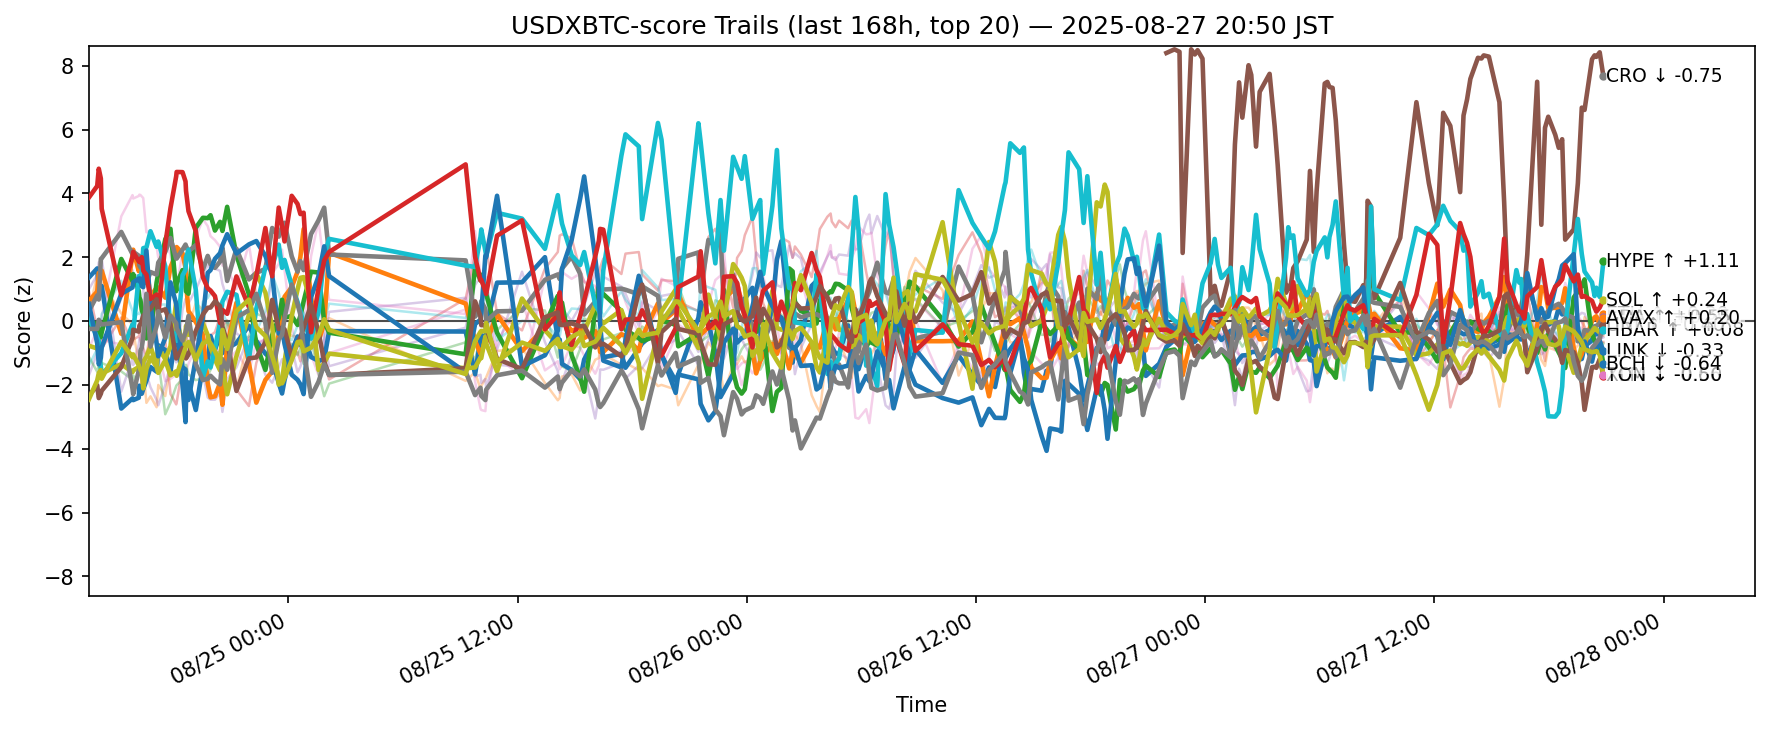 USDXBTC-score Trails (last 168h, top 20) — 2025-08-27 20:50 JST
Score (z)
8
6
4
2
0
−2
−4
−6
−8
CRO ↓ -0.75
HYPE ↑ +1.11
SOL ↑ +0.24
AVAX ↑ +0.20
HBAR ↑ +0.08
LINK ↓ -0.33
BCH ↓ -0.64
08/25 00:00
08/25 12:00
08/26 00:00
08/26 12:00
08/27 00:00
08/27 12:00
08/28 00:00
Time